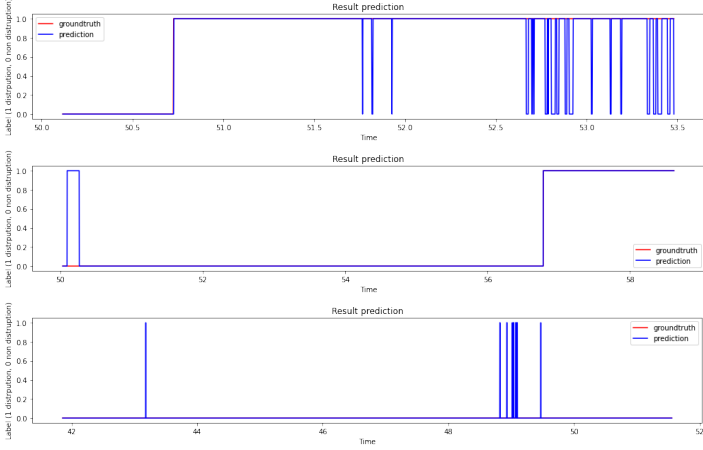 Result prediction
Label (1 distrpution, 0 non distruption)
1.0
0.8
0.6
0.4
0.2
0.0
groundtruth
prediction
50.0 50.5 51.0 51.5 52.0 52.5 53.0 53.5
Time
Result prediction
Label (1 distrpution, 0 non distruption)
1.0
0.8
0.6
0.4
0.2
0.0
groundtruth
prediction
50 52 54 56 58
Time
Result prediction
Label (1 distrpution, 0 non distruption)
1.0
0.8
0.6
0.4
0.2
0.0
groundtruth
prediction
42 44 46 48 50 52
Time